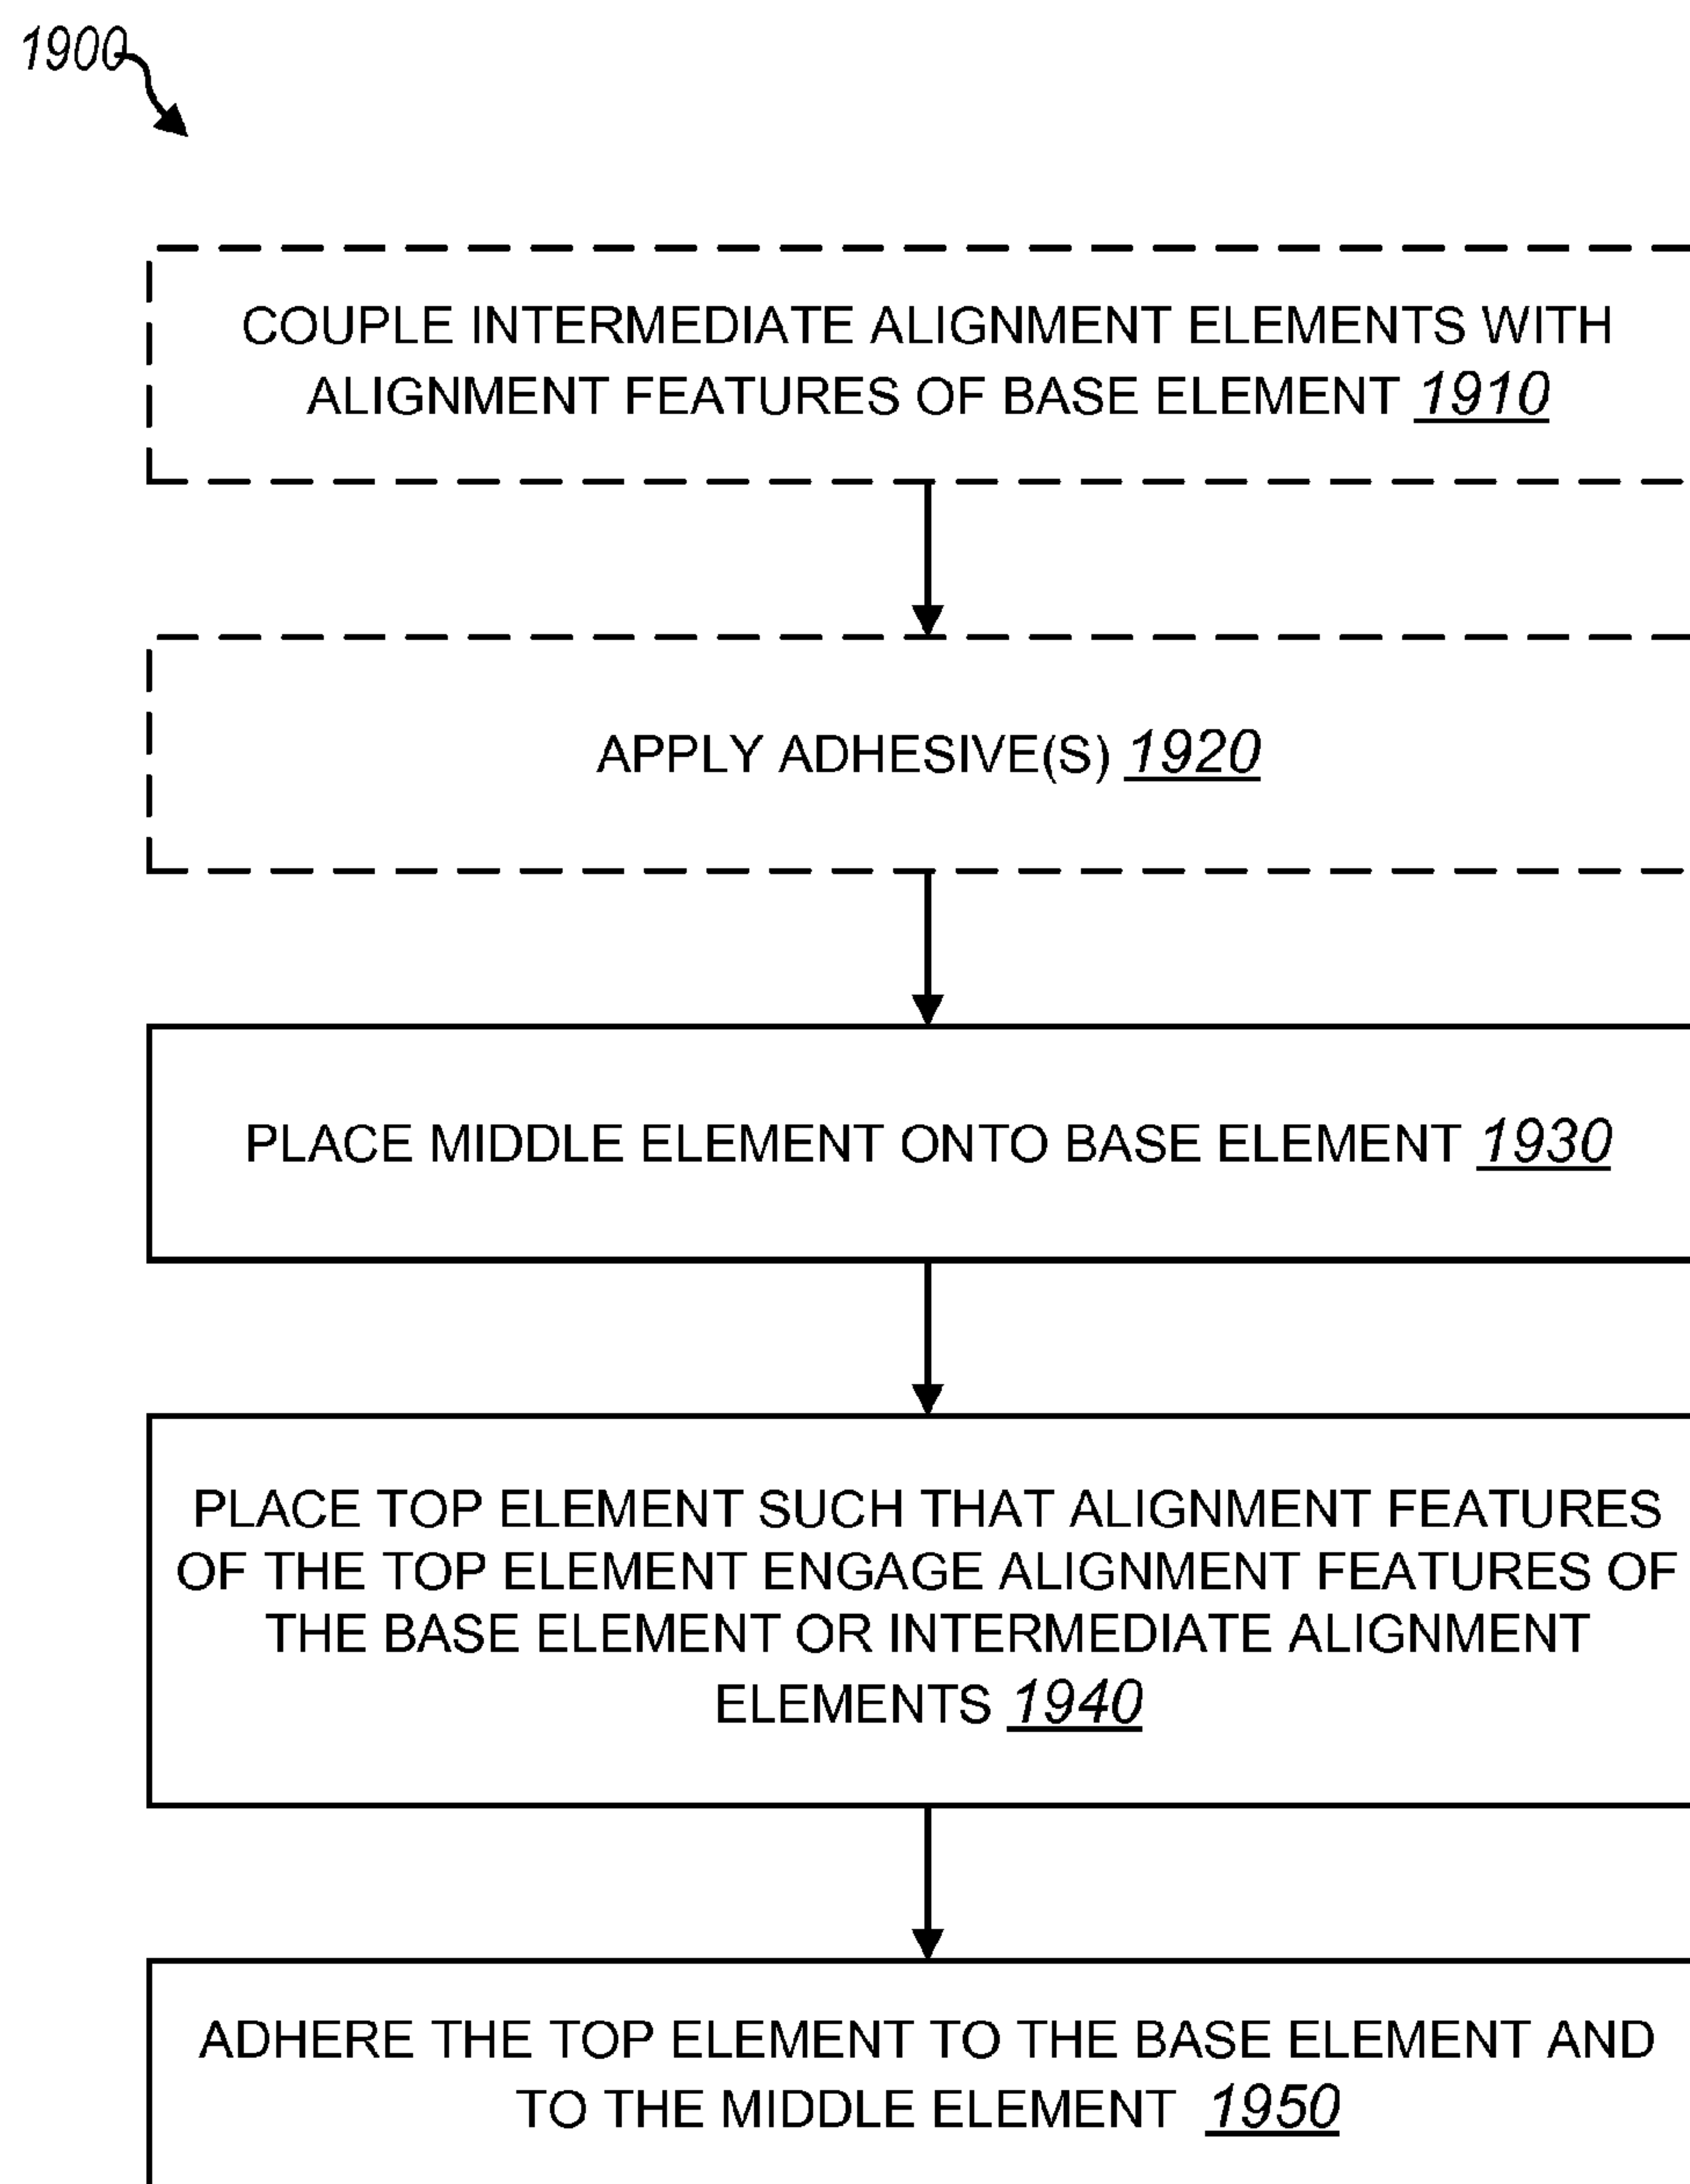 1900
COUPLE INTERMEDIATE ALIGNMENT ELEMENTS WITH
ALIGNMENT FEATURES OF BASE ELEMENT 1910
APPLY ADHESIVE(S) 1920
PLACE MIDDLE ELEMENT ONTO BASE ELEMENT 1930
PLACE TOP ELEMENT SUCH THAT ALIGNMENT FEATURES
OF THE TOP ELEMENT ENGAGE ALIGNMENT FEATURES OF
THE BASE ELEMENT OR INTERMEDIATE ALIGNMENT
ELEMENTS 1940
ADHERE THE TOP ELEMENT TO THE BASE ELEMENT AND
TO THE MIDDLE ELEMENT 1950